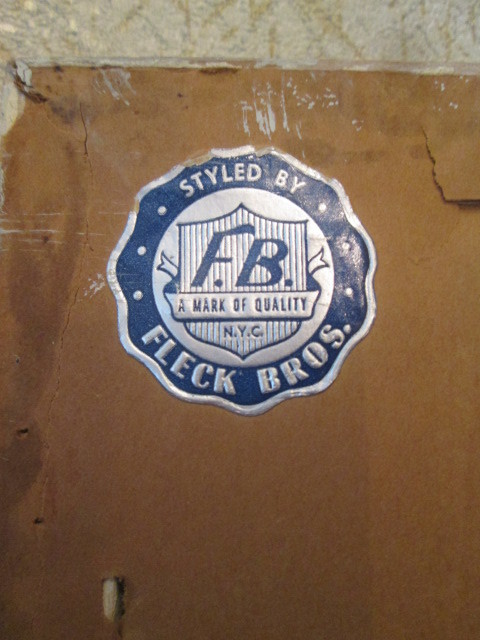 STYLED BY
F.B.
A MARK OF QUALITY
N.Y.C.
FLECK BROS.